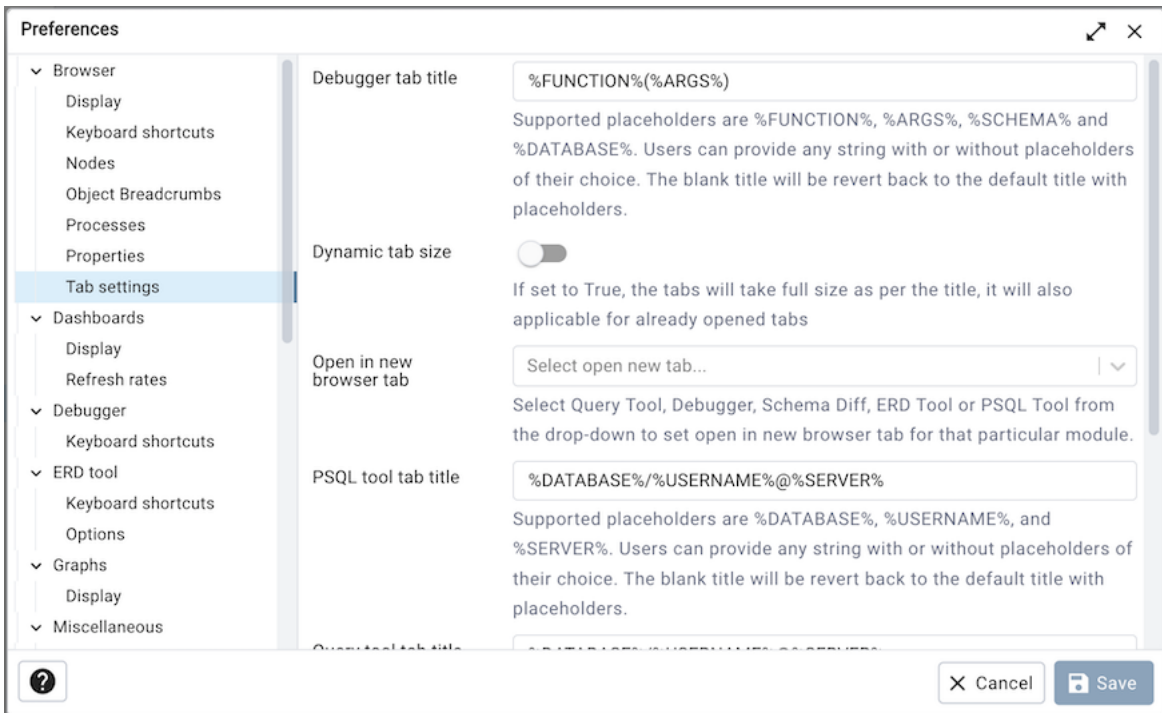 Preferences
Browser
Display
Keyboard shortcuts
Nodes
Object Breadcrumbs
Processes
Properties
Tab settings
Dashboards
Display
Refresh rates
Debugger
Keyboard shortcuts
ERD tool
Keyboard shortcuts
Options
Graphs
Display
Miscellaneous
Debugger tab title
%FUNCTION%(%ARGS%)
Supported placeholders are %FUNCTION%, %ARGS%, %SCHEMA% and
%DATABASE%. Users can provide any string with or without placeholders
of their choice. The blank title will be revert back to the default title with
placeholders.
Dynamic tab size
If set to True, the tabs will take full size as per the title, it will also
applicable for already opened tabs
Open in new
browser tab
Select open new tab...
Select Query Tool, Debugger, Schema Diff, ERD Tool or PSQL Tool from
the drop-down to set open in new browser tab for that particular module.
PSQL tool tab title
%DATABASE%/%USERNAME%@%SERVER%
Supported placeholders are %DATABASE%, %USERNAME%, and
%SERVER%. Users can provide any string with or without placeholders of
their choice. The blank title will be revert back to the default title with
placeholders.
Query tool tab title
%DATABASE%/%USERNAME%@%SERVER%
?
Cancel
Save